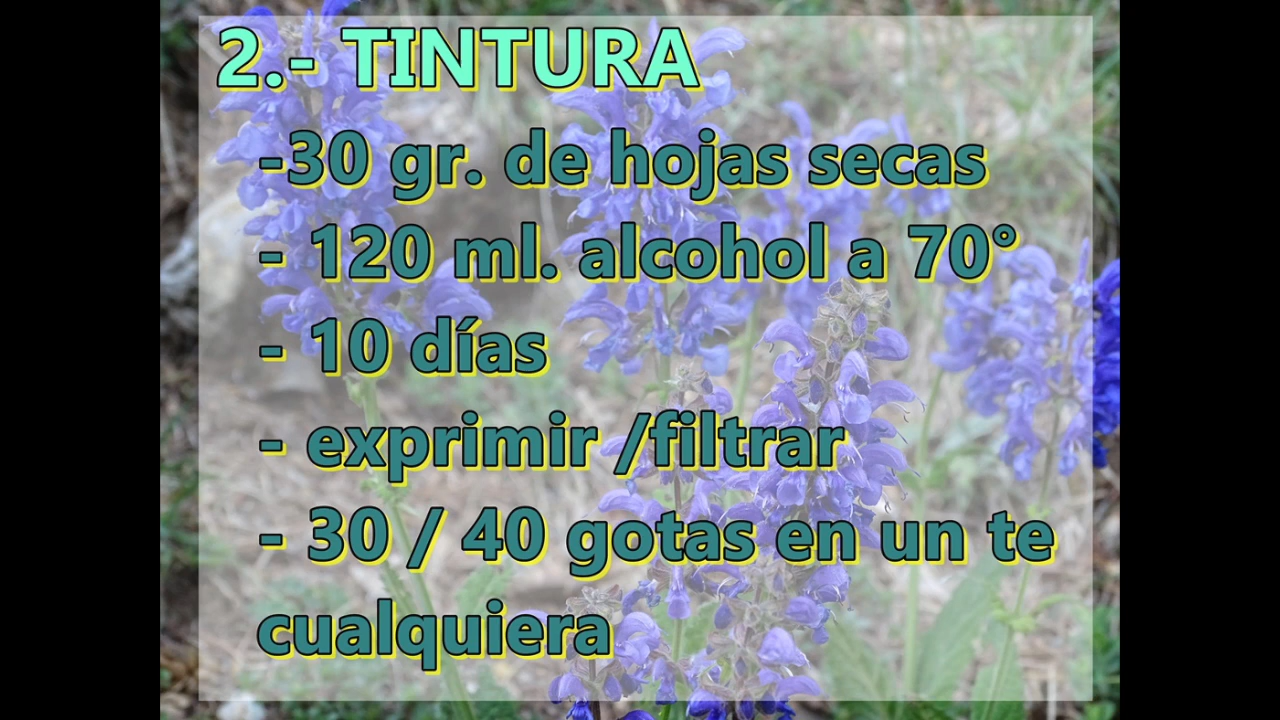 2.- TINTURA
-30 gr. de hojas secas
- 120 ml. alcohol a 70°
- 10 días
- exprimir /filtrar
- 30 / 40 gotas en un te
cualquiera